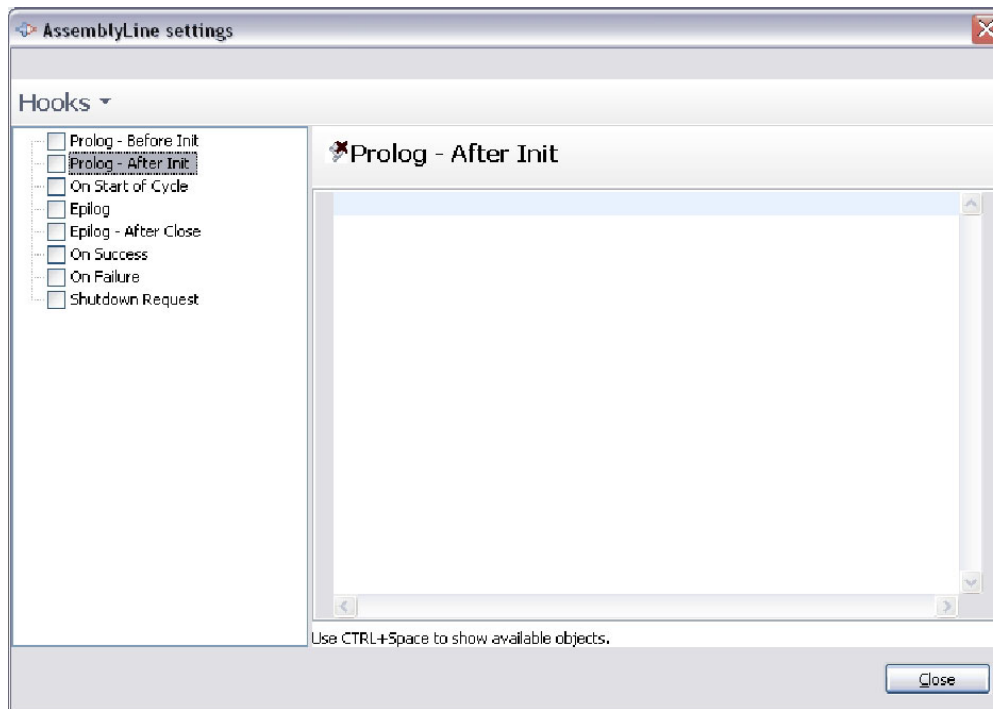 AssemblyLine settings
Hooks
Prolog - Before Init
Prolog - After Init
On Start of Cycle
Epilog
Epilog - After Close
On Success
On Failure
Shutdown Request
Prolog - After Init
Use CTRL+Space to show available objects.
Close